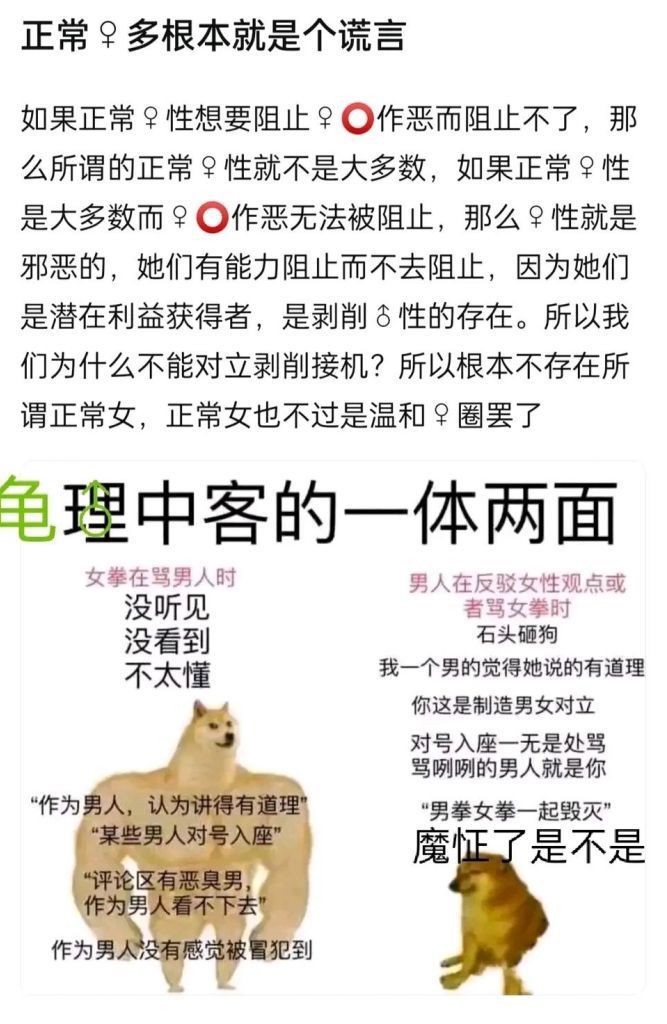 正常♀多根本就是个谎言
如果正常♀性想要阻止♀⭕作恶而阻止不了，那
么所谓的正常♀性就不是大多数，如果正常♀性
是大多数而♀⭕作恶无法被阻止，那么♀性就是
邪恶的，她们有能力阻止而不去阻止，因为她们
是潜在利益获得者，是剥削♂性的存在。所以我
们为什么不能对立剥削接机？所以根本不存在所
谓正常女，正常女也不过是温和♀圈罢了
龟♂理中客的一体两面
女拳在骂男人时
没听见
没看到
不太懂
“作为男人，认为讲得有道理”
“某些男人对号入座”
“评论区有恶臭男，
作为男人看不下去”
作为男人没有感觉被冒犯到
男人在反驳女性观点或
者骂女拳时
石头砸狗
我一个男的觉得她说的有道理
你这是制造男女对立
对号入座一无是处骂
骂咧咧的男人就是你
“男拳女拳一起毁灭”
魔怔了是不是